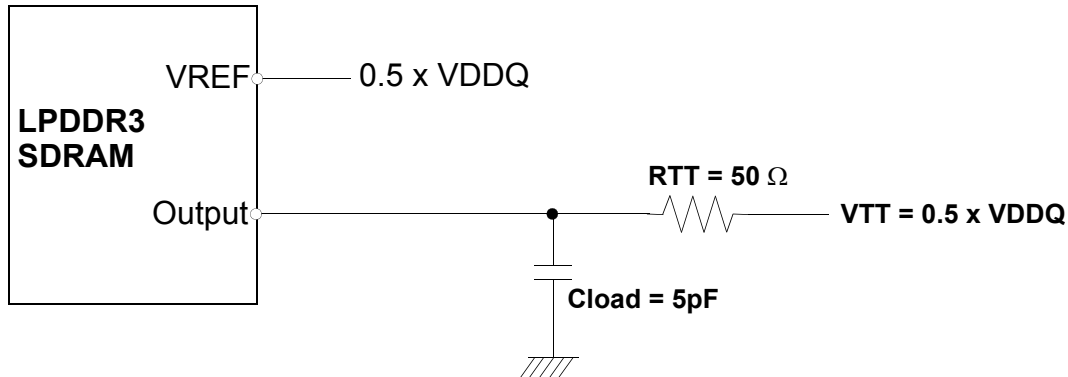 VREF
0.5 x VDDQ
LPDDR3
SDRAM
Output
RTT = 50 Ω
VTT = 0.5 x VDDQ
Cload = 5pF